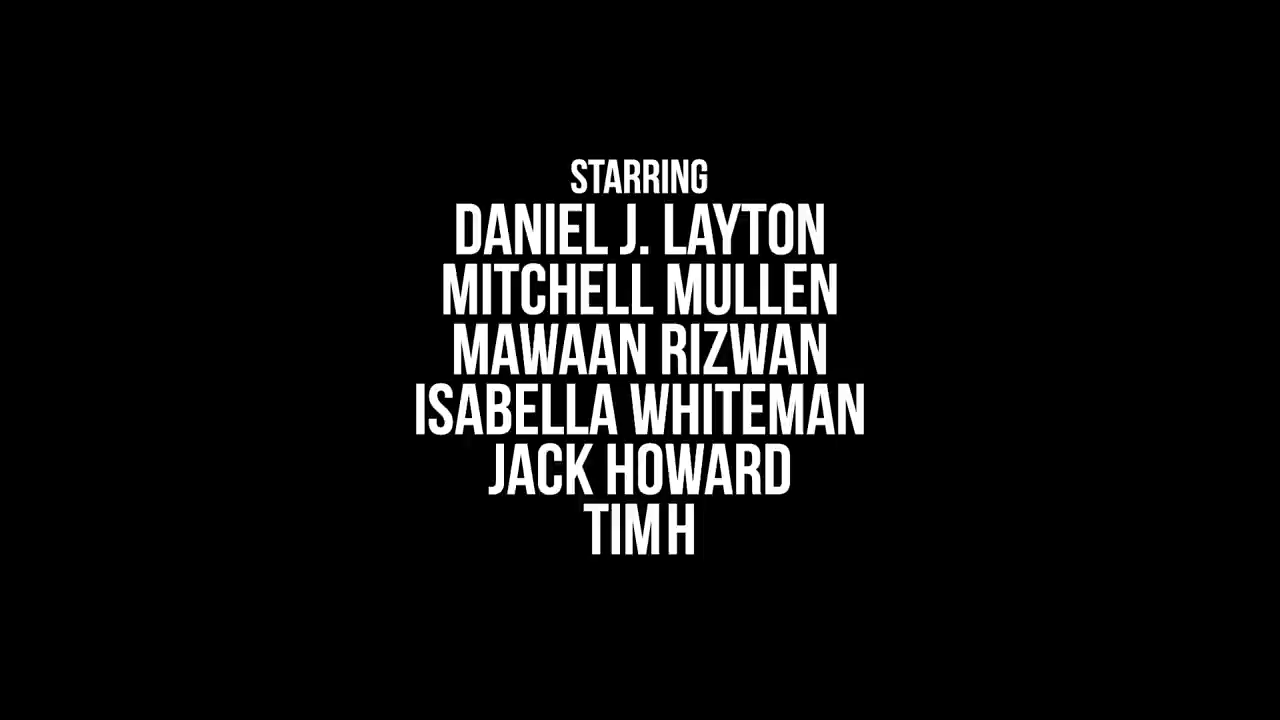 STARRING
DANIEL J. LAYTON
MITCHELL MULLEN
MAWAAN RIZWAN
ISABELLA WHITEMAN
JACK HOWARD
TIM H